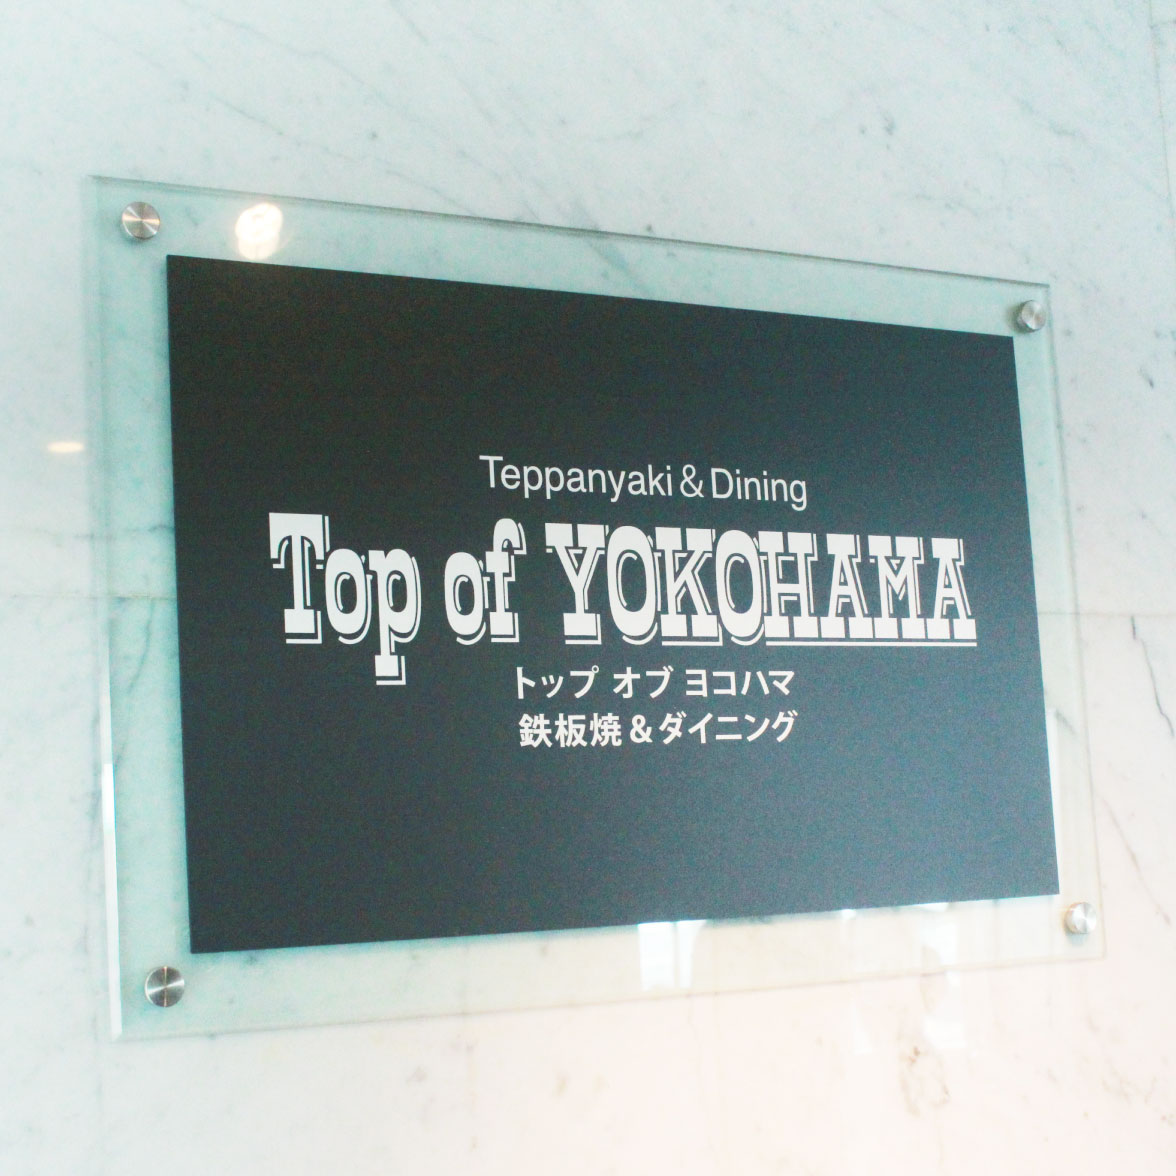 Teppanyaki & Dining
Top of YOKOHAMA
トップ オブ ヨコハマ
鉄板焼&ダイニング